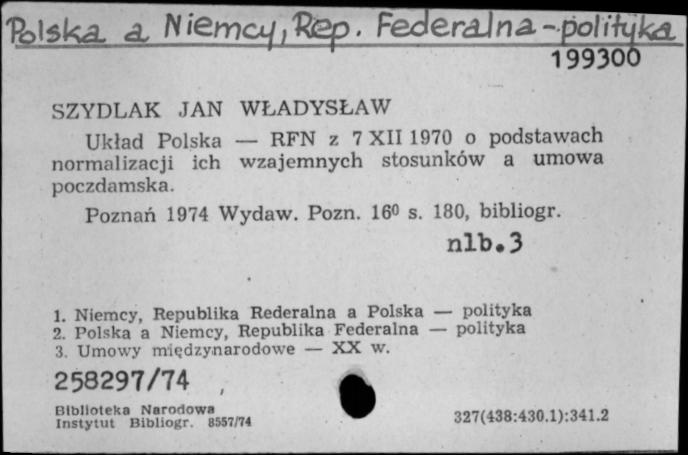 Polska a Niemcy, Rep. Federalna - polityka
199300
SZYDLAK JAN WŁADYSŁAW
Układ Polska — RFN z 7 XII 1970 o podstawach
normalizacji ich wzajemnych stosunków a umowa
poczdamska.
Poznań 1974 Wydaw. Pozn. 16⁰ s. 180, bibliogr.
nlb.3
1. Niemcy, Republika Rederalna a Polska — polityka
2. Polska a Niemcy, Republika Federalna — polityka
3. Umowy międzynarodowe — XX w.
258297/74
Biblioteka Narodowa
Instytut Bibliogr. 8557/74
327(438:430.1):341.2